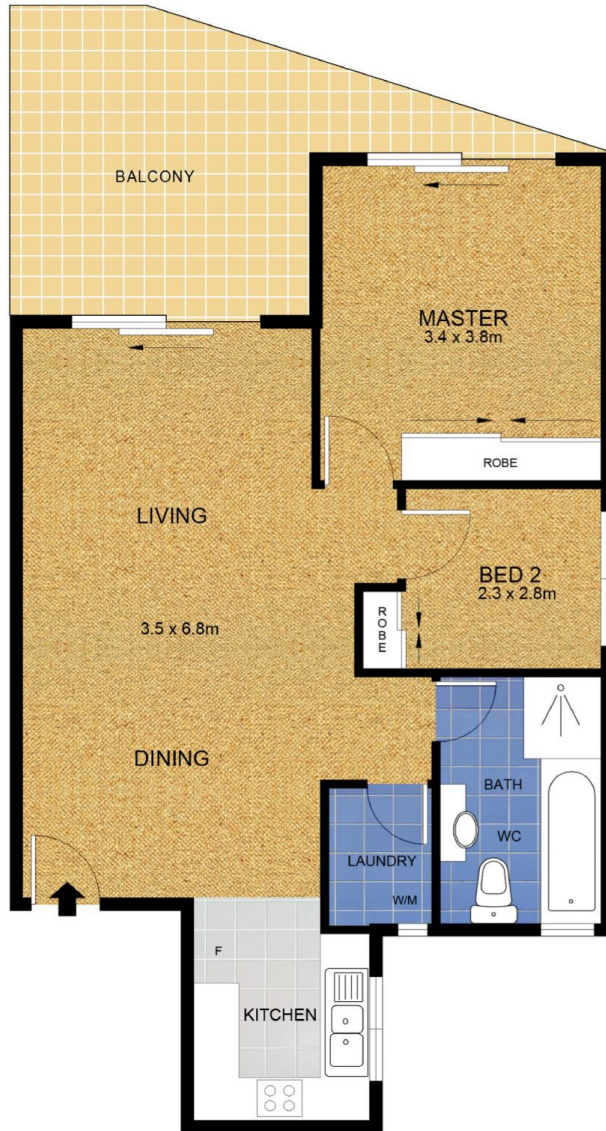 BALCONY
MASTER
3.4 x 3.8m
ROBE
LIVING
BED 2
2.3 x 2.8m
ROBE
3.5 x 6.8m
DINING
BATH
WC
LAUNDRY
W/M
F
KITCHEN